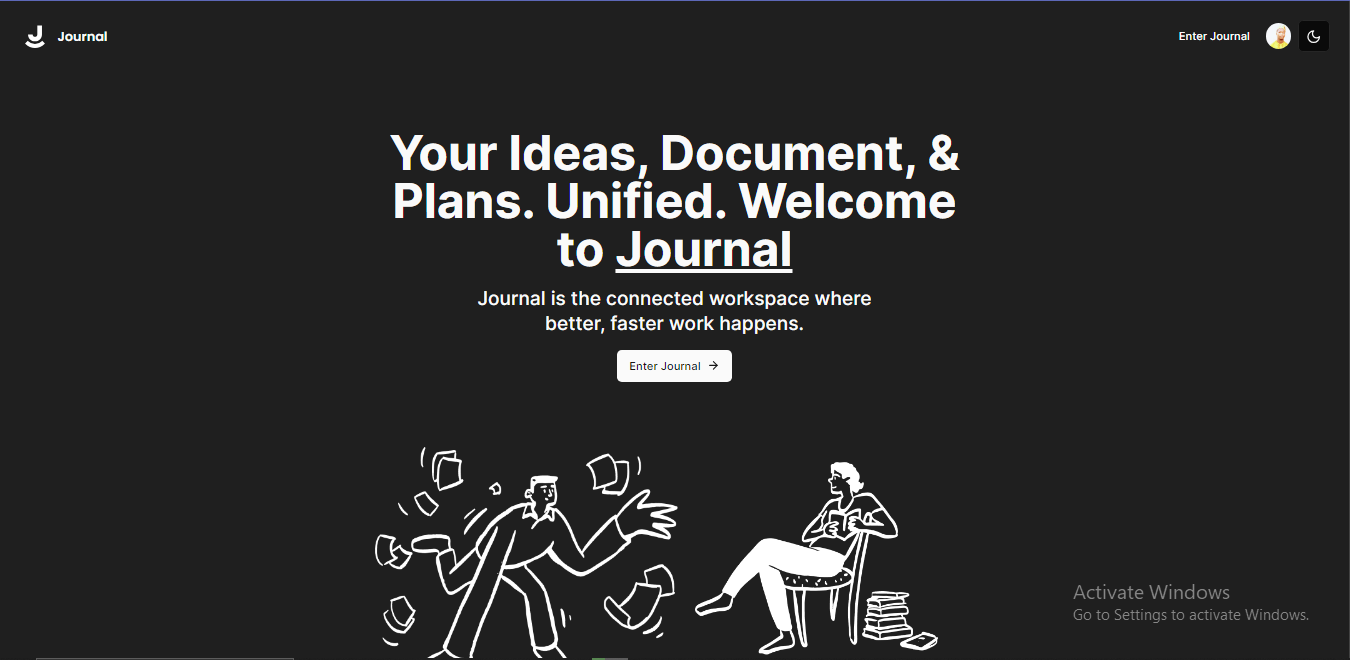 Journal
Enter Journal
Your Ideas, Document, &
Plans. Unified. Welcome
to Journal
Journal is the connected workspace where
better, faster work happens.
Enter Journal
Activate Windows
Go to Settings to activate Windows.